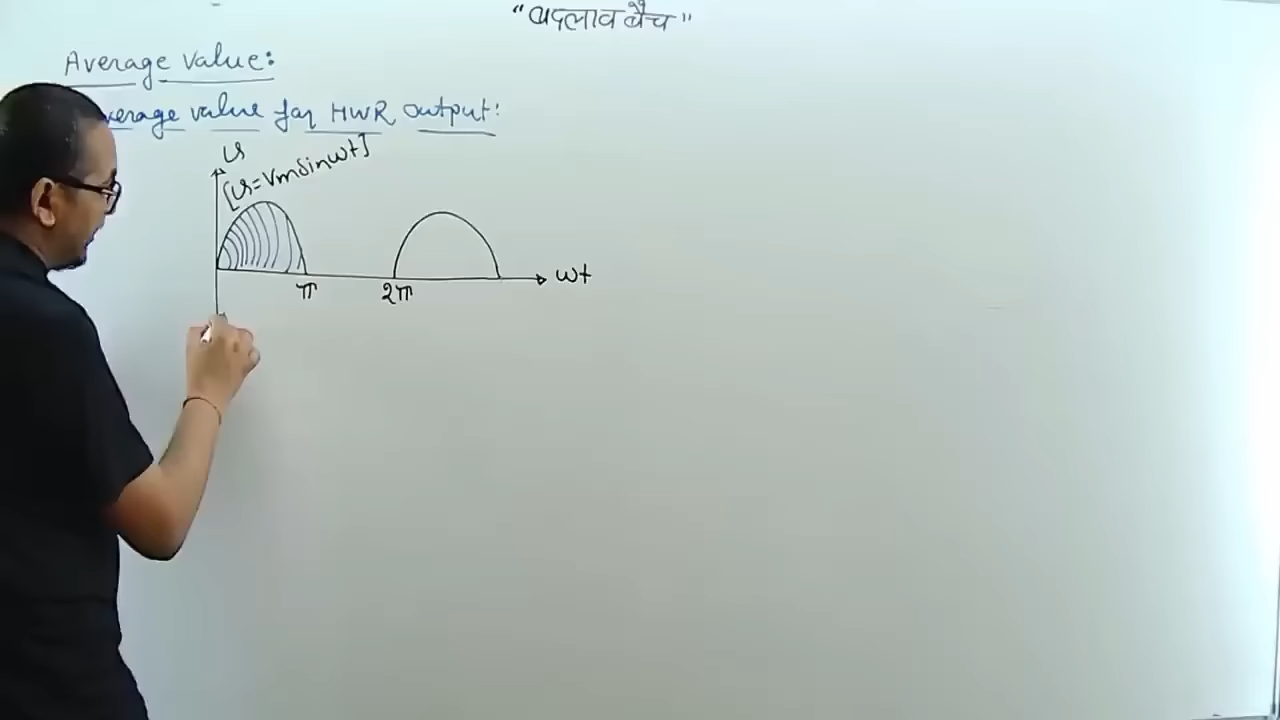 "बदलाव बैच"
Average Value:
verage value for HWR output:
v
[v=Vmsinωt]
π
2π
ωt